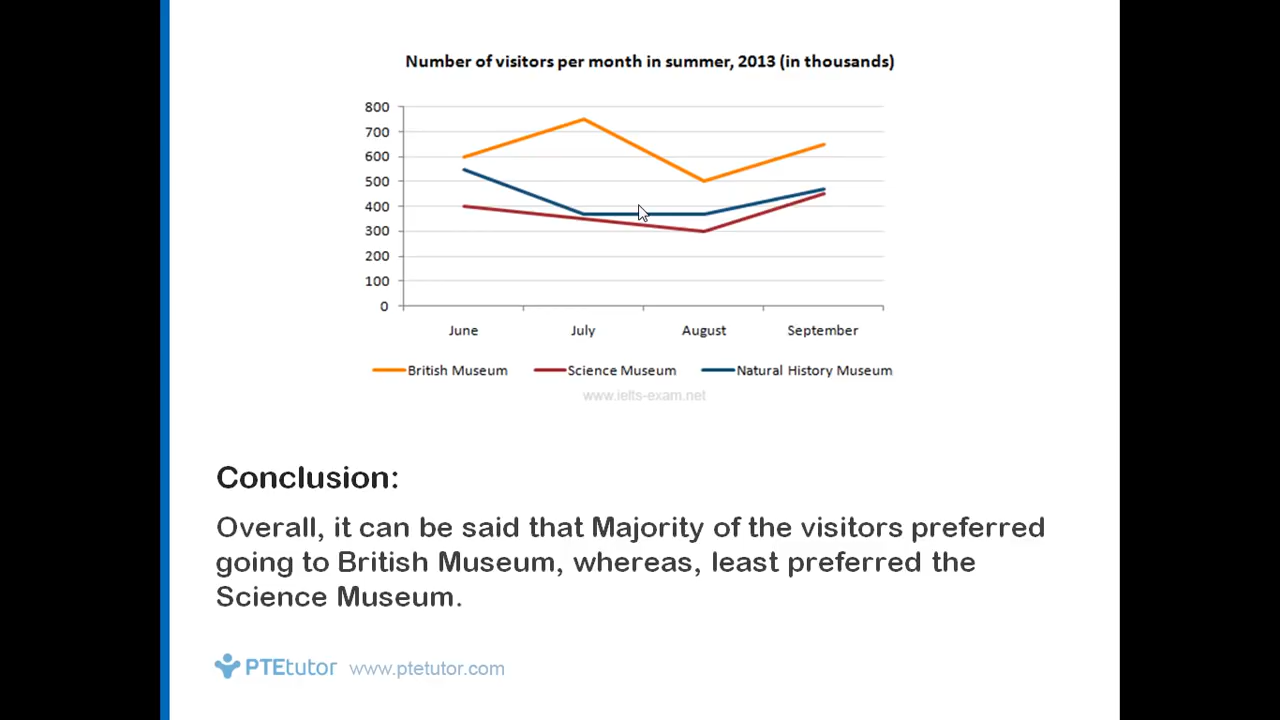 Number of visitors per month in summer, 2013 (in thousands)
800
700
600
500
400
300
200
100
0
June July August September
British Museum Science Museum Natural History Museum
www.ielts-exam.net
Conclusion:
Overall, it can be said that Majority of the visitors preferred
going to British Museum, whereas, least preferred the
Science Museum.
PTEtutor www.ptetutor.com